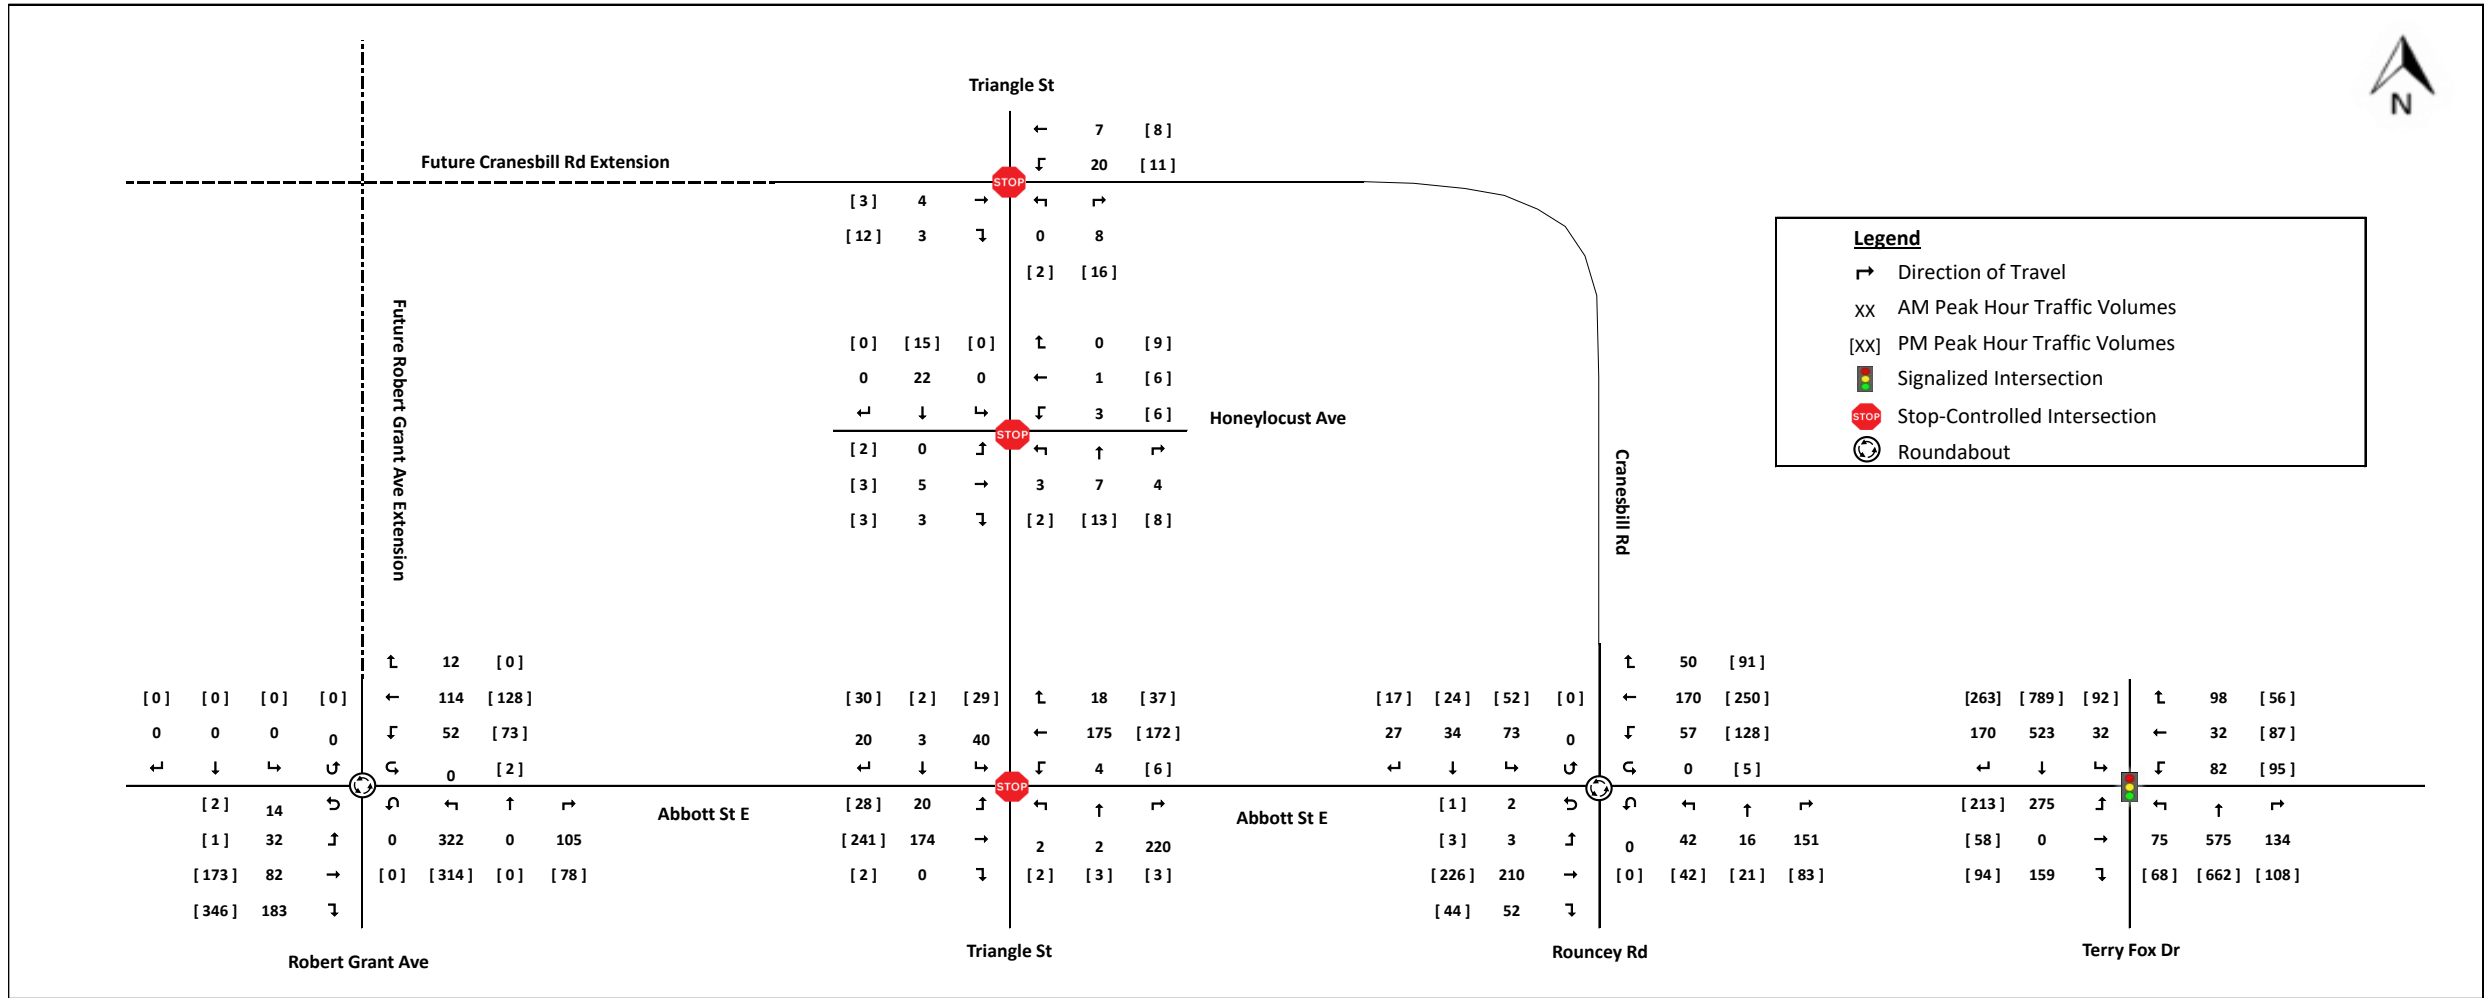 N
Triangle St
7 [ 8 ]
Future Cranesbill Rd Extension
20 [ 11 ]
STOP
[ 3 ] 4
[ 12 ] 3 0 8
[ 2 ] [ 16 ]
Legend
Direction of Travel
XX AM Peak Hour Traffic Volumes
[XX] PM Peak Hour Traffic Volumes
Signalized Intersection
STOP Stop-Controlled Intersection
Roundabout
Future Robert Grant Ave Extension
[ 0 ] [ 15 ] [ 0 ] 0 [ 9 ]
0 22 0 1 [ 6 ]
3 [ 6 ]
Honeylocust Ave
STOP
[ 2 ] 0
[ 3 ] 5 3 7 4
[ 3 ] 3 [ 2 ] [ 13 ] [ 8 ]
Cranesbill Rd
12 [ 0 ]
[ 0 ] [ 0 ] [ 0 ] [ 0 ] 114 [ 128 ]
0 0 0 0 52 [ 73 ]
0 [ 2 ]
[ 2 ] 14
[ 1 ] 32 0 322 0 105
[ 173 ] 82 [ 0 ] [ 314 ] [ 0 ] [ 78 ]
[ 346 ] 183
Robert Grant Ave
Abbott St E
[ 30 ] [ 2 ] [ 29 ] 18 [ 37 ]
20 3 40 175 [ 172 ]
4 [ 6 ]
STOP
[ 28 ] 20
[ 241 ] 174 2 2 220
[ 2 ] 0 [ 2 ] [ 3 ] [ 3 ]
Triangle St
Abbott St E
50 [ 91 ]
[ 17 ] [ 24 ] [ 52 ] [ 0 ] 170 [ 250 ]
27 34 73 0 57 [ 128 ]
0 [ 5 ]
[ 1 ] 2
[ 3 ] 3 0 42 16 151
[ 226 ] 210 [ 0 ] [ 42 ] [ 21 ] [ 83 ]
[ 44 ] 52
Rouncey Rd
[263] [ 789 ] [ 92 ] 98 [ 56 ]
170 523 32 32 [ 87 ]
82 [ 95 ]
[ 213 ] 275
[ 58 ] 0 75 575 134
[ 94 ] 159 [ 68 ] [ 662 ] [ 108 ]
Terry Fox Dr